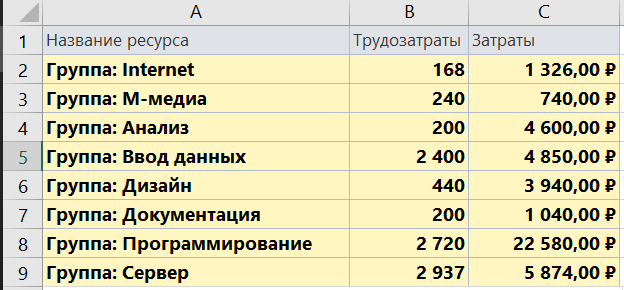 A B C
1 Название ресурса Трудозатраты Затраты
2 Группа: Internet 168 1 326,00 ₽
3 Группа: М-медиа 240 740,00 ₽
4 Группа: Анализ 200 4 600,00 ₽
5 Группа: Ввод данных 2 400 4 850,00 ₽
6 Группа: Дизайн 440 3 940,00 ₽
7 Группа: Документация 200 1 040,00 ₽
8 Группа: Программирование 2 720 22 580,00 ₽
9 Группа: Сервер 2 937 5 874,00 ₽